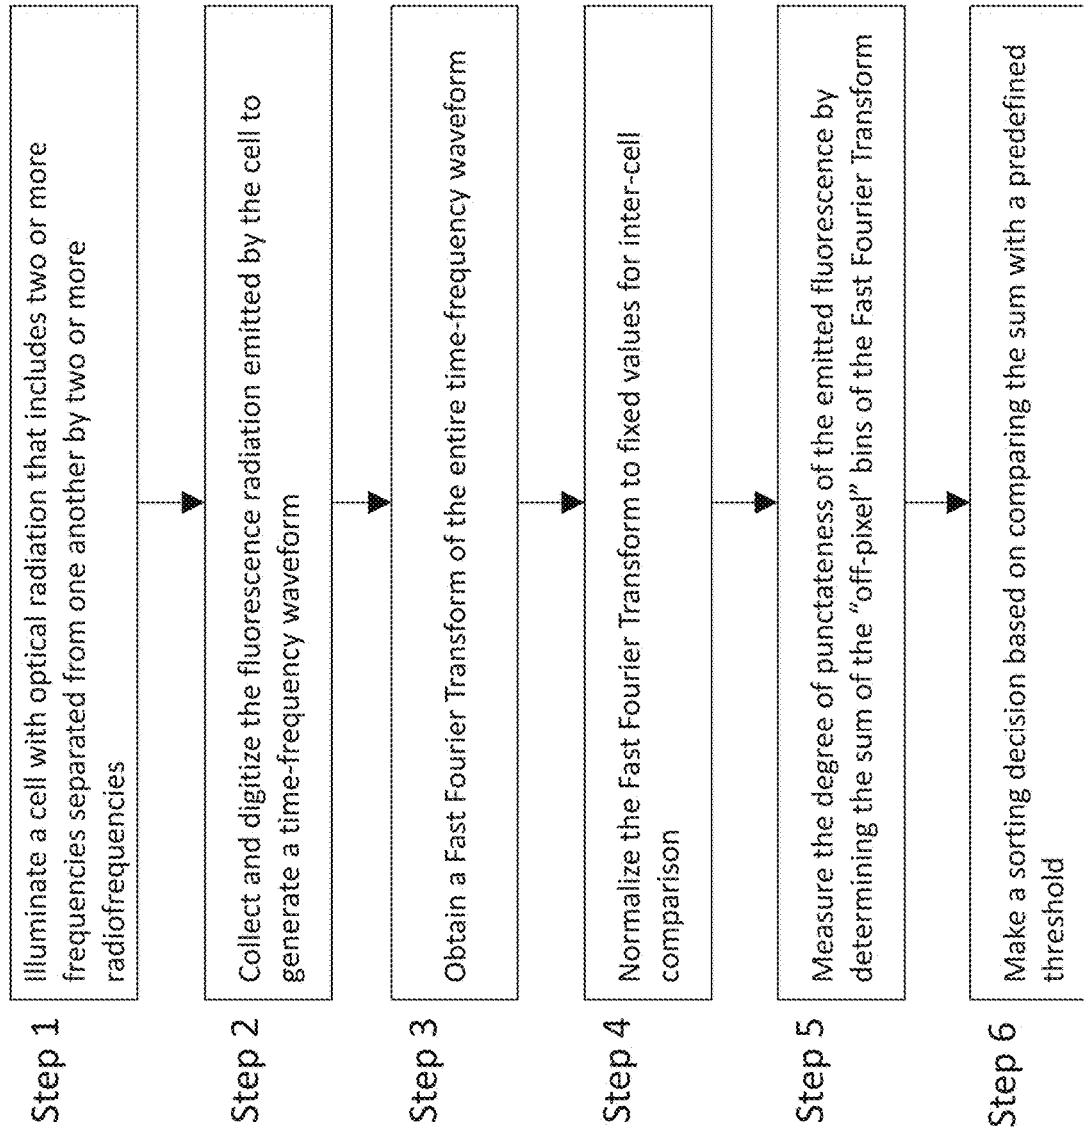 Step 1
Illuminate a cell with optical radiation that includes two or more
frequencies separated from one another by two or more
radiofrequencies
Step 2
Collect and digitize the fluorescence radiation emitted by the cell to
generate a time-frequency waveform
Step 3
Obtain a Fast Fourier Transform of the entire time-frequency waveform
Step 4
Normalize the Fast Fourier Transform to fixed values for inter-cell
comparison
Step 5
Measure the degree of punctateness of the emitted fluorescence by
determining the sum of the "off-pixel" bins of the Fast Fourier Transform
Step 6
Make a sorting decision based on comparing the sum with a predefined
threshold